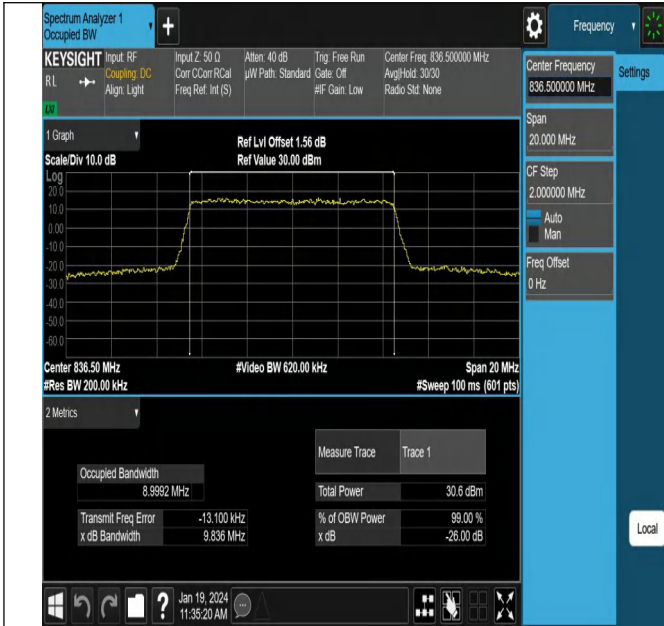 Spectrum Analyzer 1
Occupied BW
+
Frequency
KEYSIGHT
RL
LXI
Input: RF
Coupling: DC
Align: Light
Input Z: 50 Ω
Corr CCorr RCal
Freq Ref: Int (S)
Atten: 40 dB
µW Path: Standard
Trig: Free Run
Gate: Off
#IF Gain: Low
Center Freq: 836.500000 MHz
Avg|Hold: 30/30
Radio Std: None
Center Frequency
836.500000 MHz
Settings
Span
20.000 MHz
CF Step
2.000000 MHz
Auto
Man
Freq Offset
0 Hz
Local
1 Graph
Scale/Div 10.0 dB
Ref Lvl Offset 1.56 dB
Ref Value 30.00 dBm
Log
20.0
10.0
0.00
-10.0
-20.0
-30.0
-40.0
-50.0
-60.0
Center 836.50 MHz
#Video BW 620.00 kHz
Span 20 MHz
#Res BW 200.00 kHz
#Sweep 100 ms (601 pts)
2 Metrics
Measure Trace Trace 1
Occupied Bandwidth
8.9992 MHz
Total Power 30.6 dBm
Transmit Freq Error -13.100 kHz
% of OBW Power 99.00 %
x dB Bandwidth 9.836 MHz
x dB -26.00 dB
?
Jan 19, 2024
11:35:20 AM